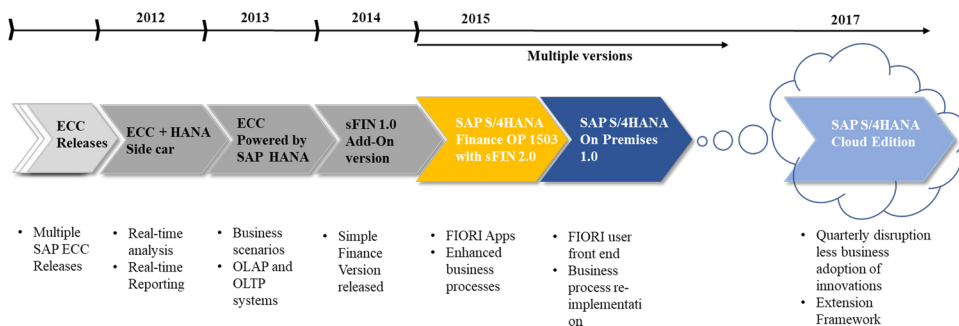 2012
2013
2014
2015
2017
Multiple versions
ECC
Releases
ECC + HANA
Side car
ECC
Powered by
SAP HANA
sFIN 1.0
Add-On
version
SAP S/4HANA
Finance OP 1503
with sFIN 2.0
SAP S/4HANA
On Premises
1.0
SAP S/4HANA
Cloud Edition
• Multiple
SAP ECC
Releases
• Real-time
analysis
• Real-time
Reporting
• Business
scenarios
• OLAP and
OLTP
systems
• Simple
Finance
Version
released
• FIORI Apps
• Enhanced
business
processes
• FIORI user
front end
• Business
process re-
implementati
on
• Quarterly disruption
less business
adoption of
innovations
• Extension
Framework